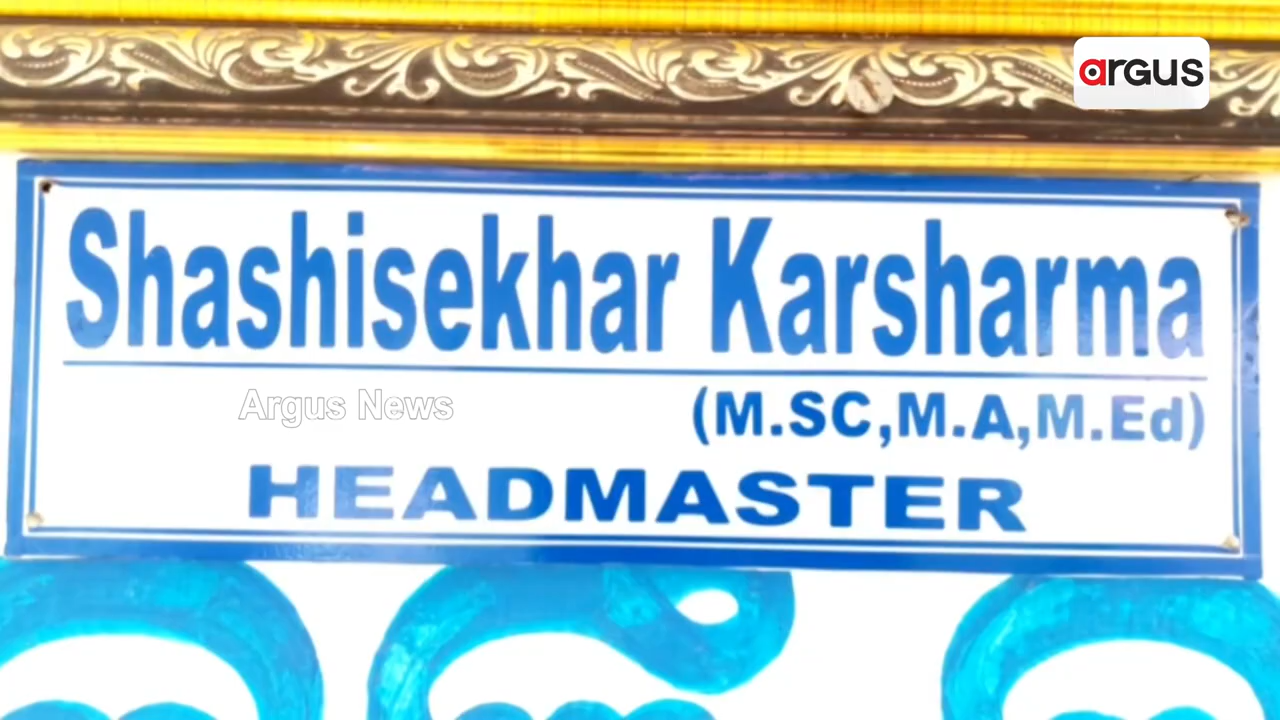 argus
Shashisekhar Karsharma
Argus News
(M.SC,M.A,M.Ed)
HEADMASTER